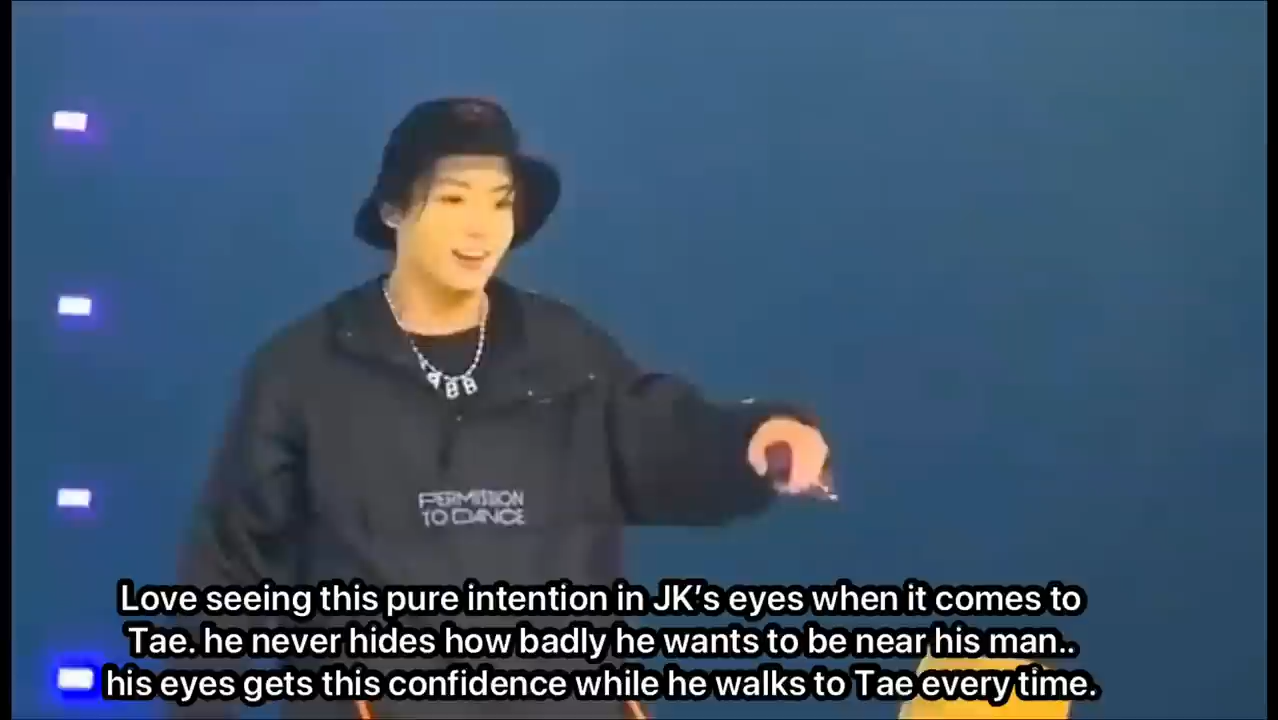 BBB
PERMISSION
TO DANCE
Love seeing this pure intention in JK’s eyes when it comes to
Tae. he never hides how badly he wants to be near his man..
his eyes gets this confidence while he walks to Tae every time.